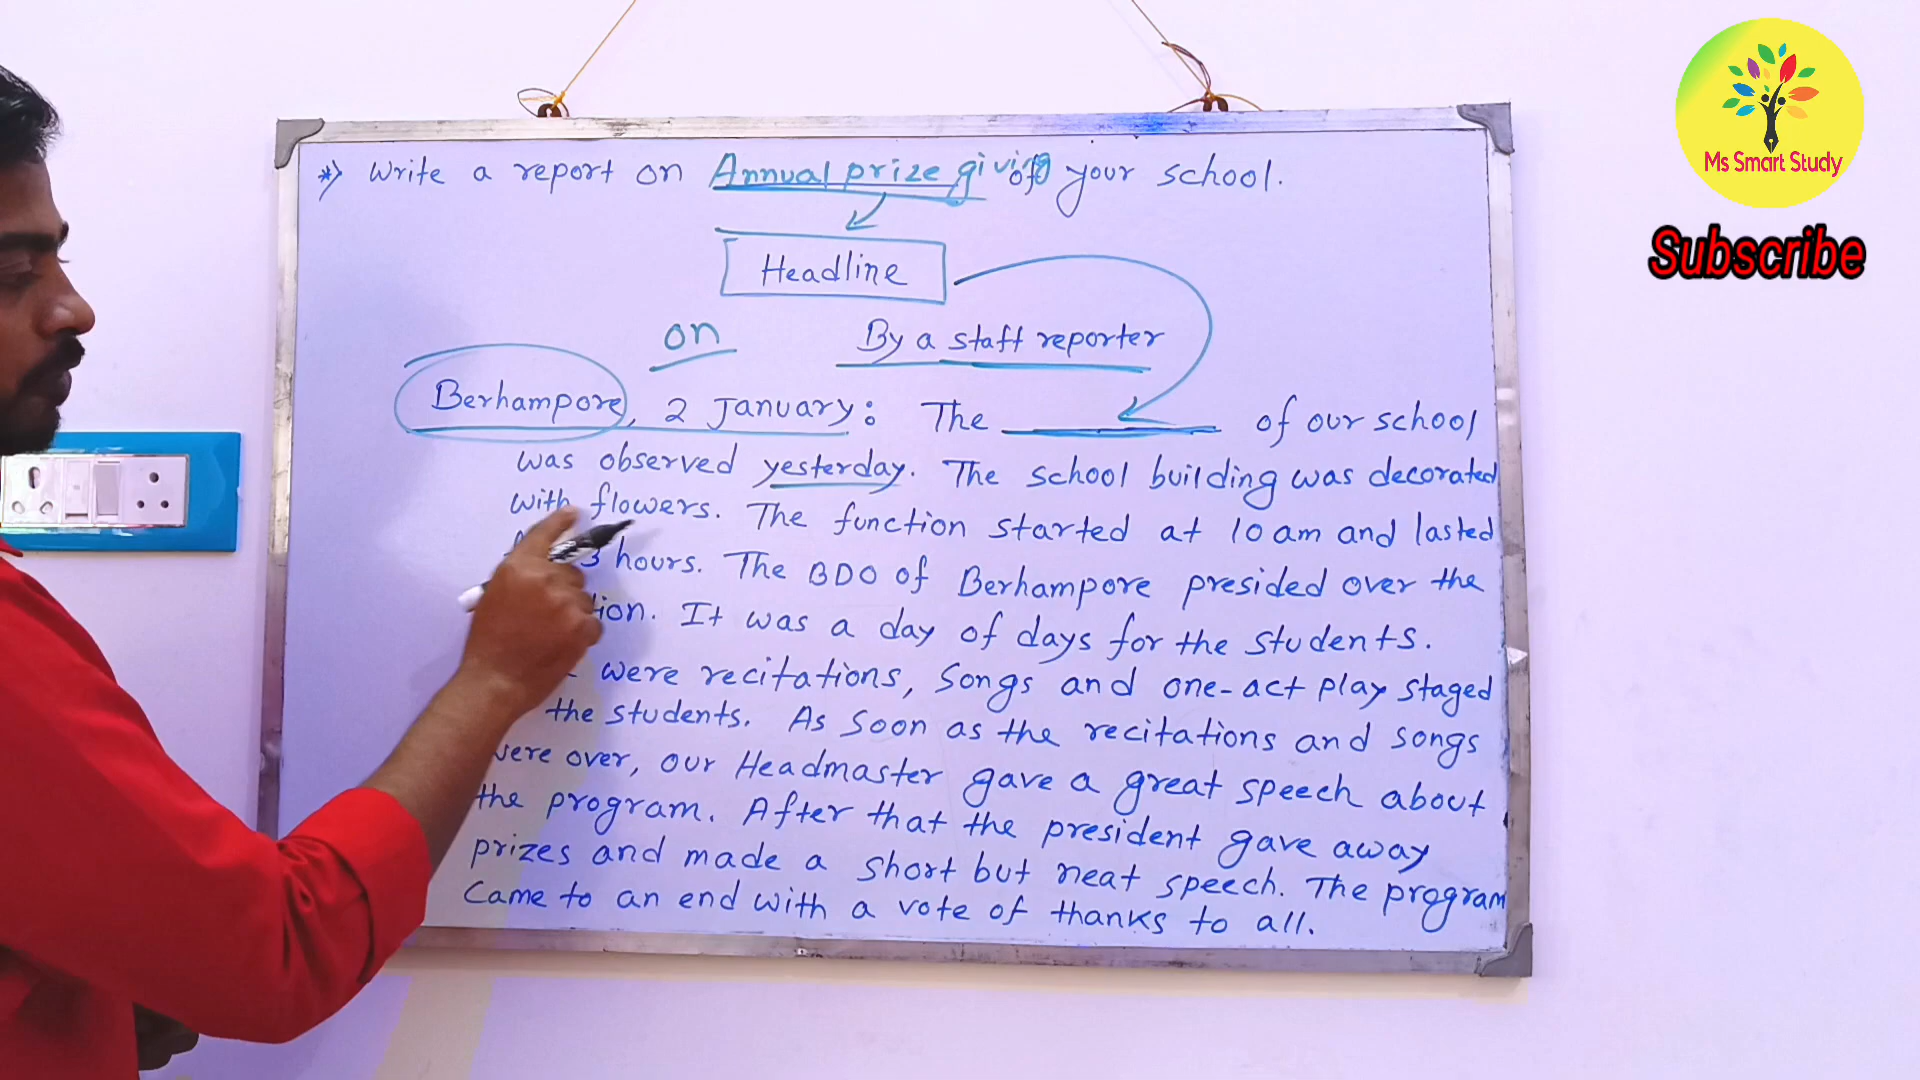 *) Write a report on Annual prize giving of your school.
Headline
on By a staff reporter
Berhampore, 2 January: The of our school
was observed yesterday. The school building was decorated
with flowers. The function started at 10 am and lasted
3 hours. The BDO of Berhampore presided over the
tion. It was a day of days for the students.
were recitations, songs and one-act play staged
the students. As soon as the recitations and songs
were over, our Headmaster gave a great speech about
the program. After that the president gave away
prizes and made a short but neat speech. The program
came to an end with a vote of thanks to all.
Ms Smart Study
Subscribe